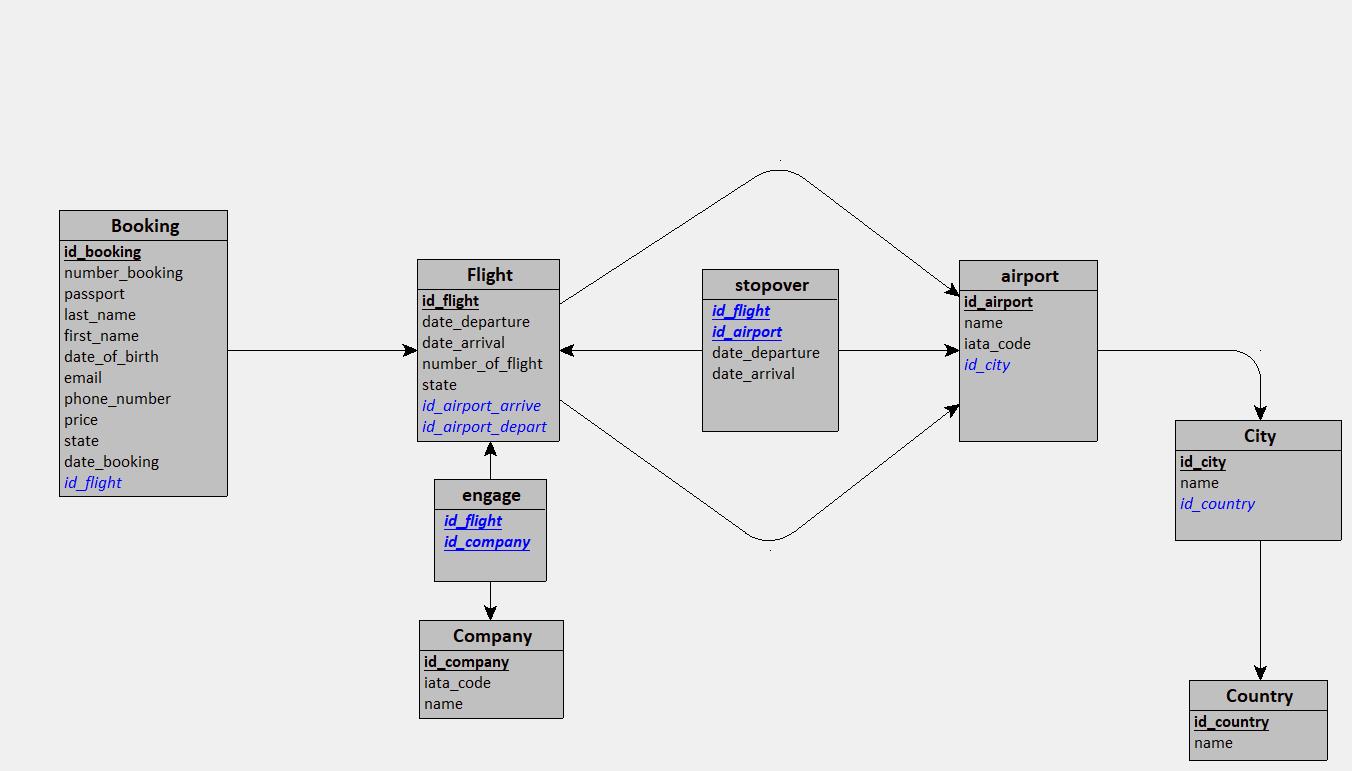 Booking
id_booking
number_booking
passport
last_name
first_name
date_of_birth
email
phone_number
price
state
date_booking
id_flight
Flight
id_flight
date_departure
date_arrival
number_of_flight
state
id_airport_arrive
id_airport_depart
engage
id_flight
id_company
Company
id_company
iata_code
name
stopover
id_flight
id_airport
date_departure
date_arrival
airport
id_airport
name
iata_code
id_city
City
id_city
name
id_country
Country
id_country
name